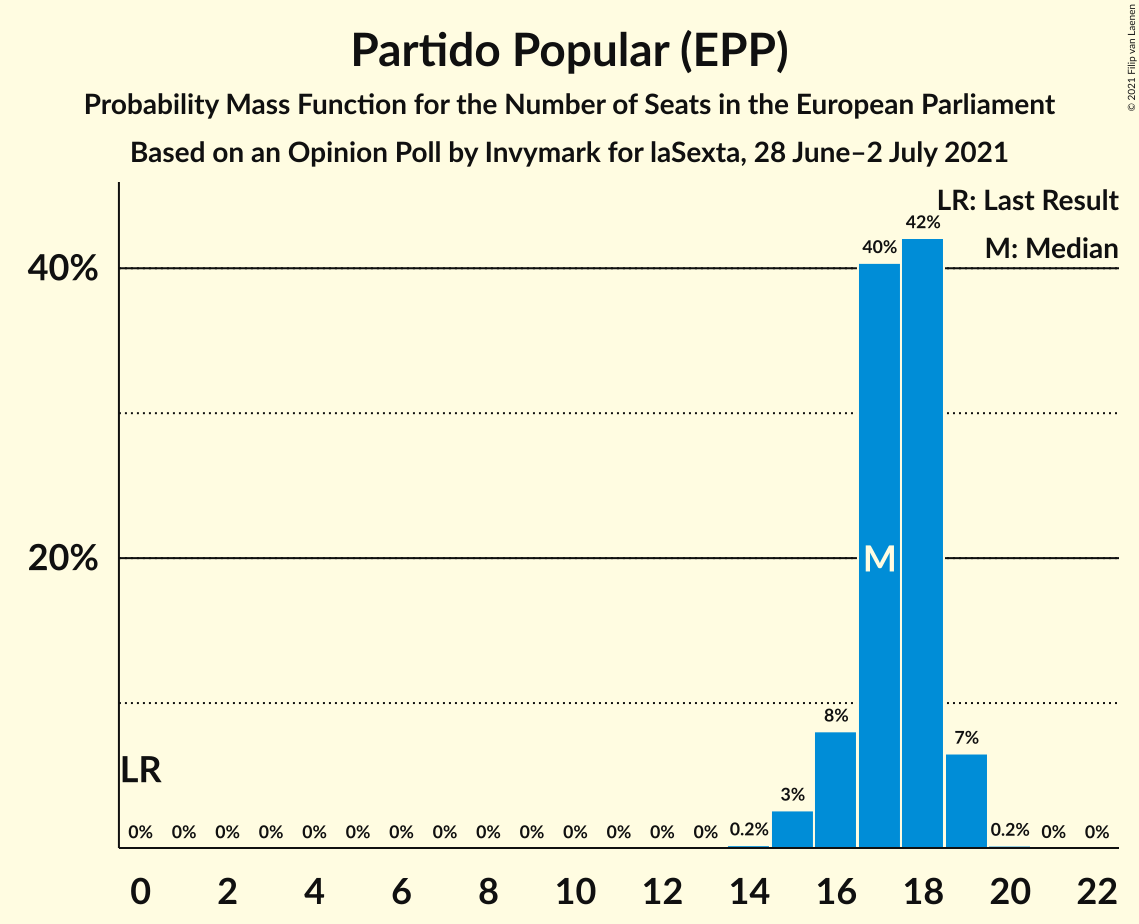 Partido Popular (EPP)
Probability Mass Function for the Number of Seats in the European Parliament
Based on an Opinion Poll by Invymark for laSexta, 28 June–2 July 2021
© 2021 Filip van Laenen
LR: Last Result
M: Median
40%
20%
42%
40%
M
8%
7%
3%
LR
0% 0% 0% 0% 0% 0% 0% 0% 0% 0% 0% 0% 0% 0% 0.2% 0.2% 0% 0%
0 2 4 6 8 10 12 14 16 18 20 22